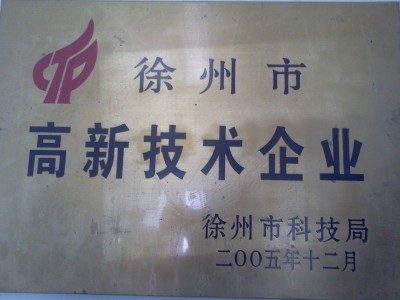 徐州市
高新技术企业
徐州市科技局
二00五年十二月